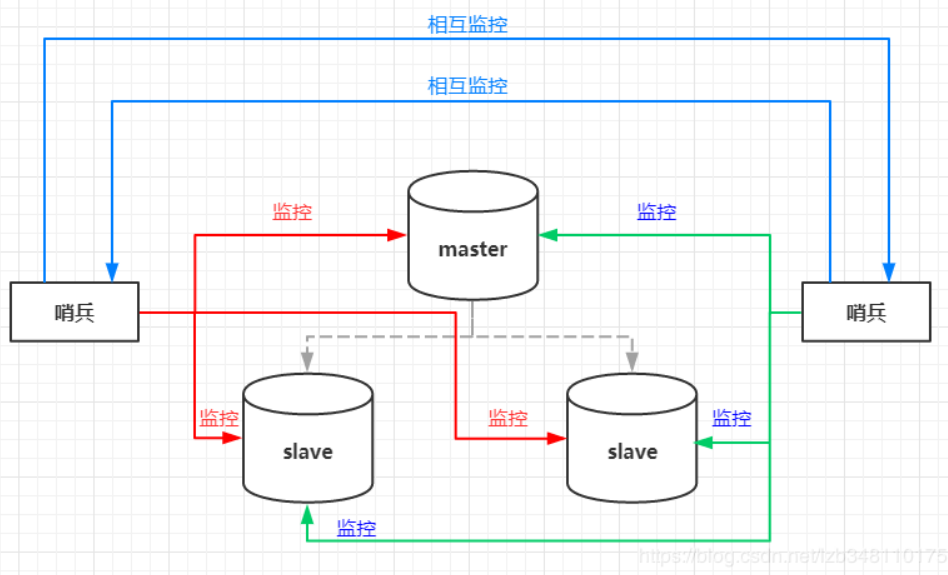 相互监控
相互监控
监控
监控
master
哨兵
哨兵
监控
监控
监控
slave
slave
监控
https://blog.csdn.net/lzb348110175